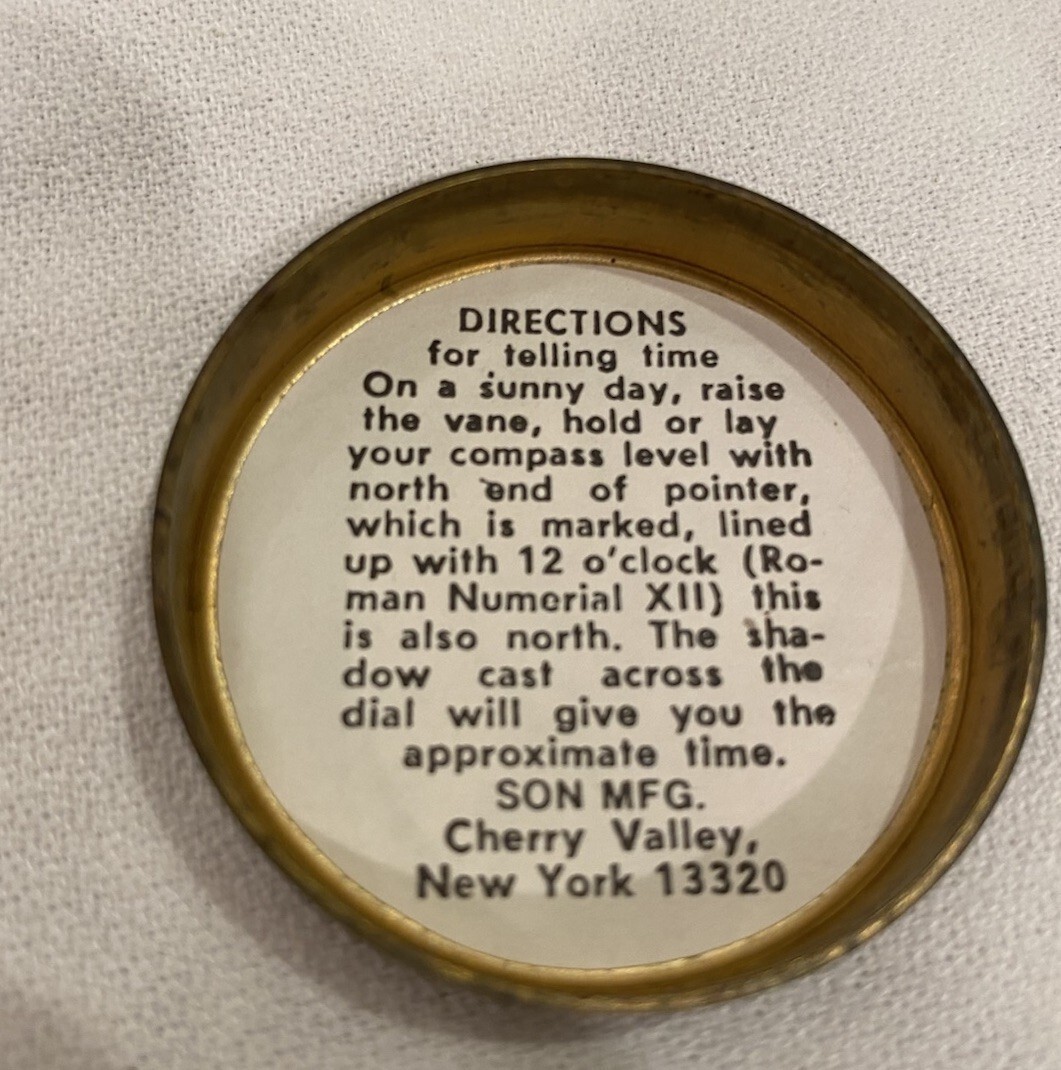 DIRECTIONS
for telling time
On a sunny day, raise
the vane, hold or lay
your compass level with
north end of pointer,
which is marked, lined
up with 12 o'clock (Ro-
man Numerial XII) this
is also north. The sha-
dow cast across the
dial will give you the
approximate time.
SON MFG.
Cherry Valley,
New York 13320